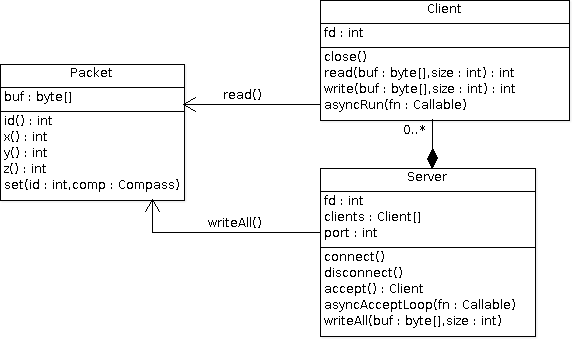 Client
fd : int
close()
read(buf : byte[],size : int) : int
write(buf : byte[],size : int) : int
asyncRun(fn : Callable)
Packet
buf : byte[]
id() : int
x() : int
y() : int
z() : int
set(id : int,comp : Compass)
read()
0..*
writeAll()
Server
fd : int
clients : Client[]
port : int
connect()
disconnect()
accept() : Client
asyncAcceptLoop(fn : Callable)
writeAll(buf : byte[],size : int)